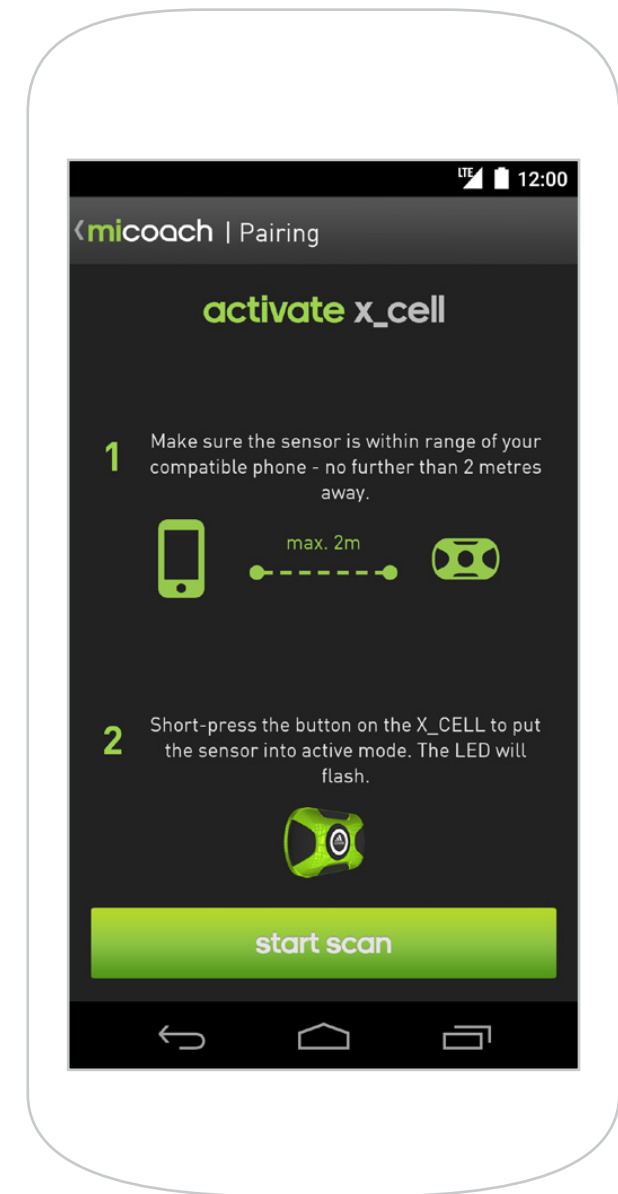 LTE 12:00
micoach | Pairing
activate x_cell
1
Make sure the sensor is within range of your
compatible phone - no further than 2 metres
away.
max. 2m
2
Short-press the button on the X_CELL to put
the sensor into active mode. The LED will
flash.
start scan